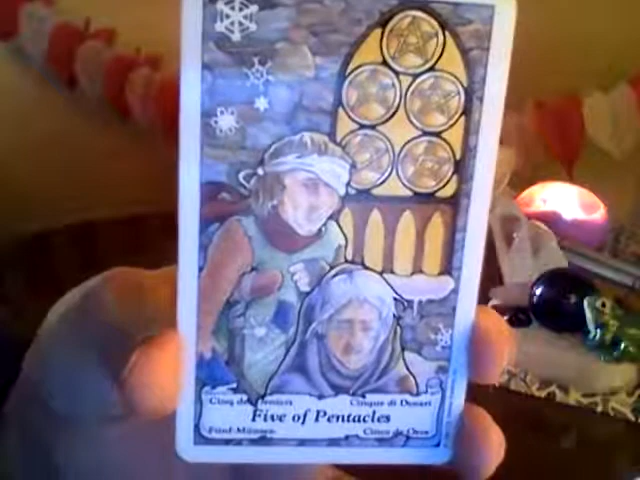 Cinq de Deniers Cinque di Denari
Five of Pentacles
Fünf Münzen Cinco de Oros